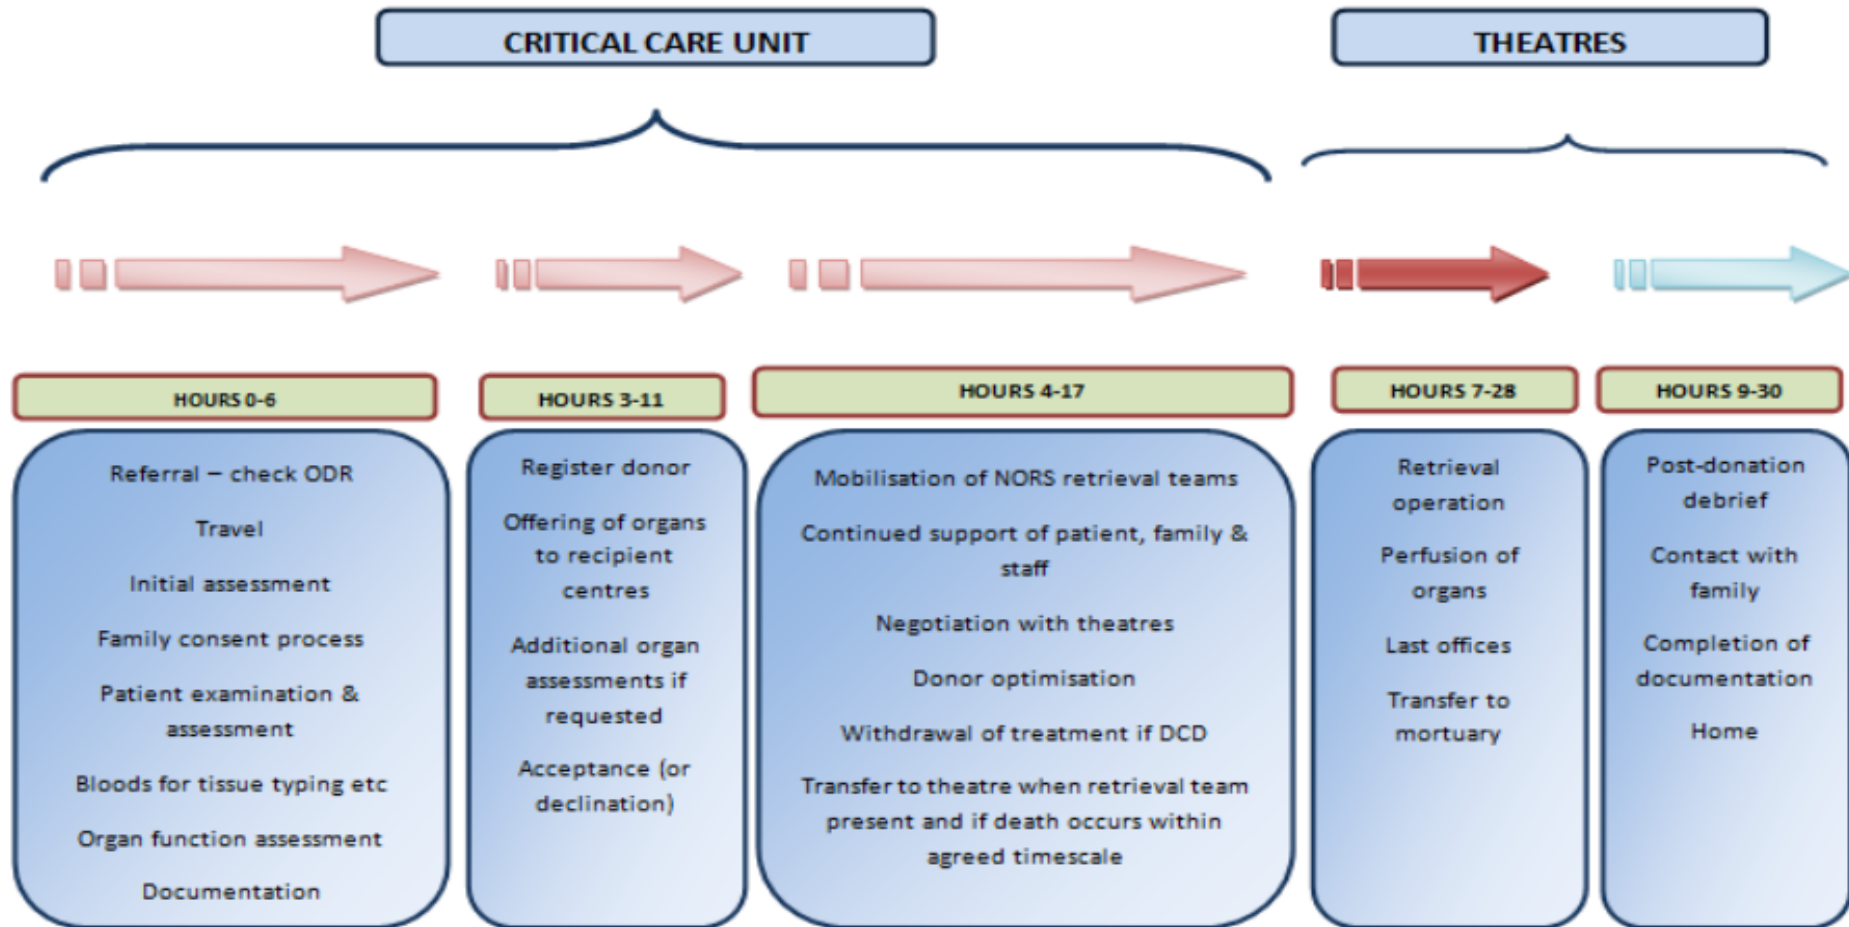 CRITICAL CARE UNIT
THEATRES
HOURS 0-6
Referral – check ODR
Travel
Initial assessment
Family consent process
Patient examination &
assessment
Bloods for tissue typing etc
Organ function assessment
Documentation
HOURS 3-11
Register donor
Offering of organs
to recipient
centres
Additional organ
assessments if
requested
Acceptance (or
declination)
HOURS 4-17
Mobilisation of NORS retrieval teams
Continued support of patient, family &
staff
Negotiation with theatres
Donor optimisation
Withdrawal of treatment if DCD
Transfer to theatre when retrieval team
present and if death occurs within
agreed timescale
HOURS 7-28
Retrieval
operation
Perfusion of
organs
Last offices
Transfer to
mortuary
HOURS 9-30
Post-donation
debrief
Contact with
family
Completion of
documentation
Home